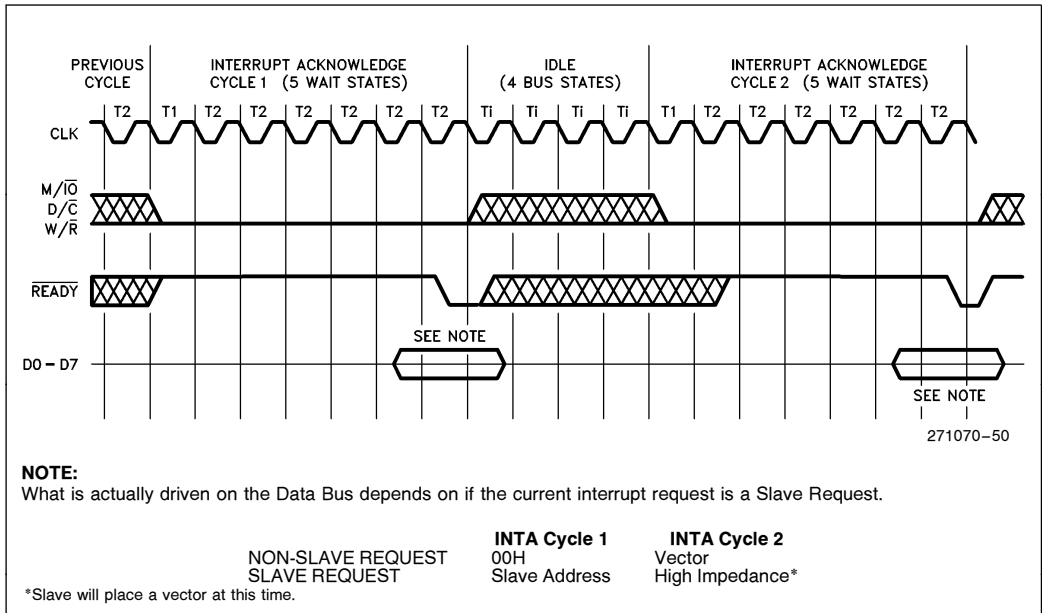 PREVIOUS CYCLE
INTERRUPT ACKNOWLEDGE
CYCLE 1 (5 WAIT STATES)
IDLE
(4 BUS STATES)
INTERRUPT ACKNOWLEDGE
CYCLE 2 (5 WAIT STATES)
T2 T1 T2 T2 T2 T2 T2 T2 Ti Ti Ti Ti T1 T2 T2 T2 T2 T2 T2
CLK
M/I̅O̅
D/C̅
W/R̅
R̅E̅A̅D̅Y̅
SEE NOTE
D0 – D7
SEE NOTE
271070–50
NOTE:
What is actually driven on the Data Bus depends on if the current interrupt request is a Slave Request.
INTA Cycle 1 INTA Cycle 2
NON-SLAVE REQUEST 00H Vector
SLAVE REQUEST Slave Address High Impedance*
*Slave will place a vector at this time.